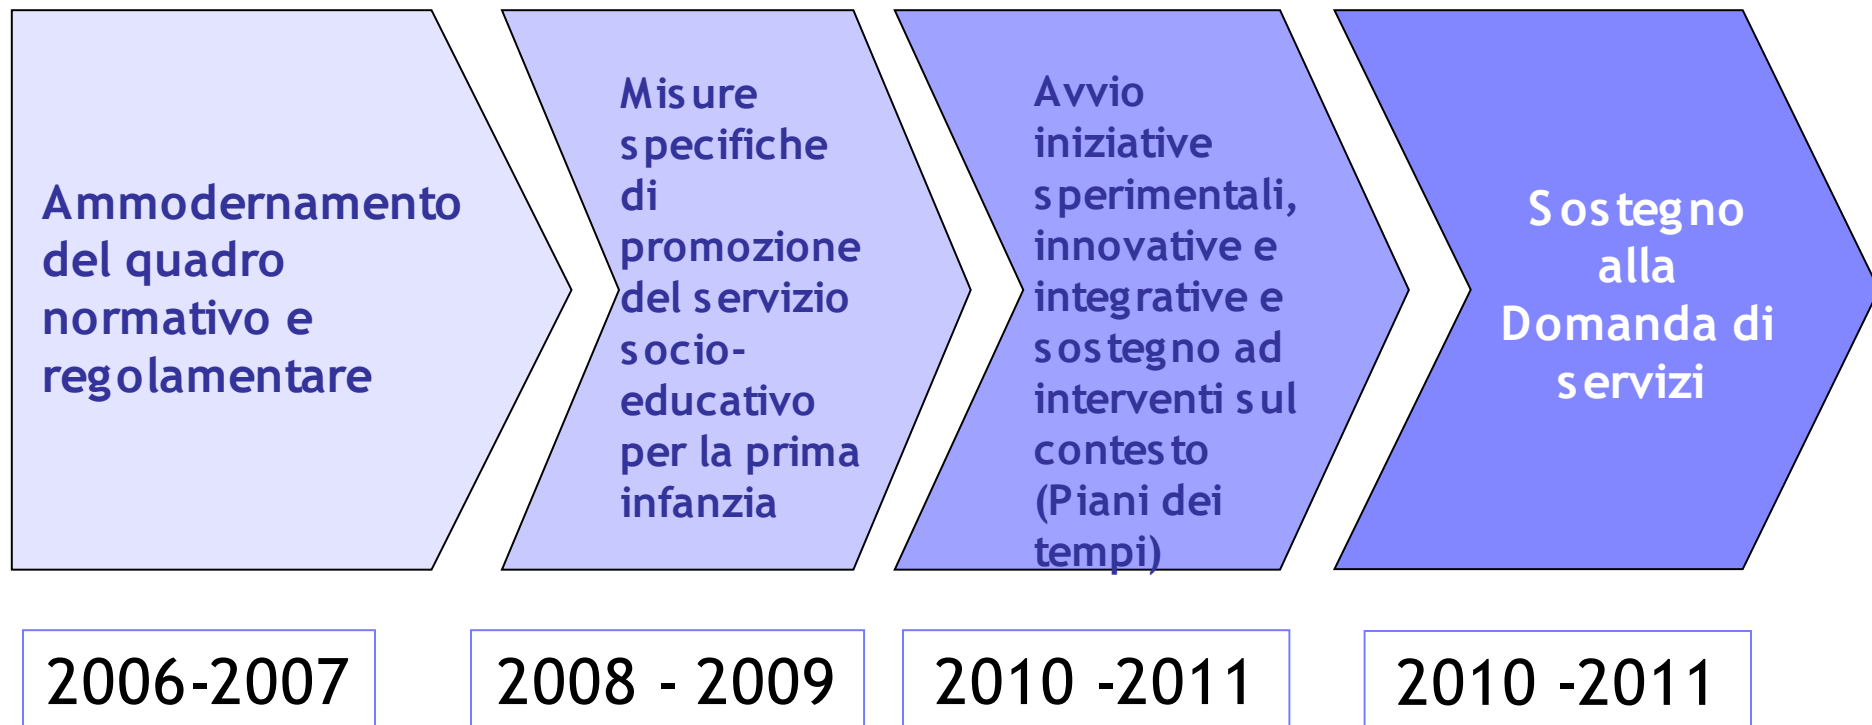 Ammodernamento
del quadro
normativo e
regolamentare
Misure
specifiche
di
promozione
del servizio
socio-
educativo
per la prima
infanzia
Avvio
iniziative
sperimentali,
innovative e
integrative e
sostegno ad
interventi sul
contesto
(Piani dei
tempi)
Sostegno
alla
Domanda di
servizi
2006-2007
2008 - 2009
2010 -2011
2010 -2011